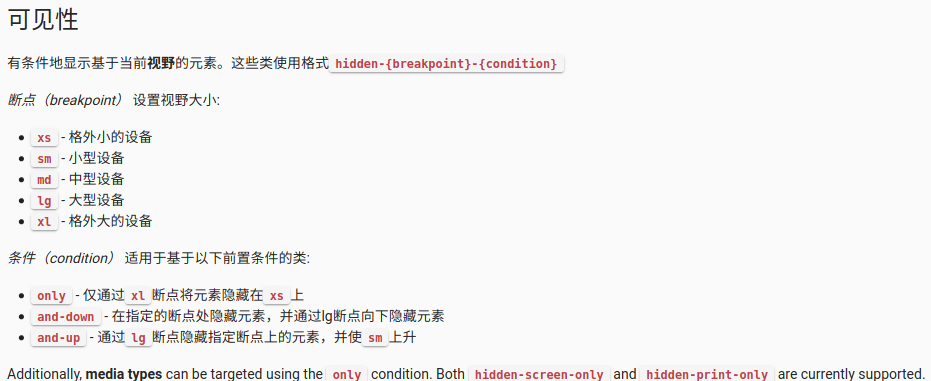 可见性
有条件地显示基于当前视野的元素。这些类使用格式 hidden-{breakpoint}-{condition}
断点（breakpoint） 设置视野大小:
xs - 格外小的设备
sm - 小型设备
md - 中型设备
lg - 大型设备
xl - 格外大的设备
条件（condition） 适用于基于以下前置条件的类:
only - 仅通过 xl 断点将元素隐藏在 xs 上
and-down - 在指定的断点处隐藏元素，并通过lg断点向下隐藏元素
and-up - 通过 lg 断点隐藏指定断点上的元素，并使 sm 上升
Additionally, media types can be targeted using the only condition. Both hidden-screen-only and hidden-print-only are currently supported.